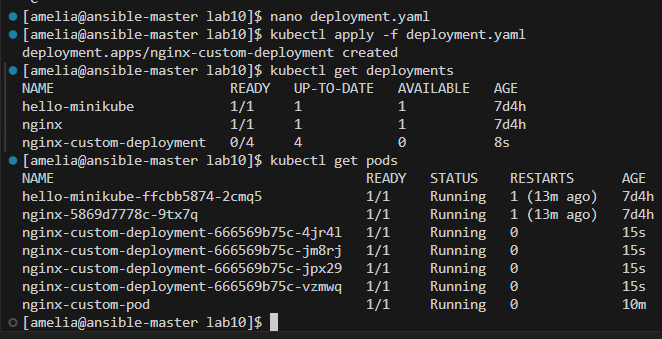 [amelia@ansible-master lab10]$ nano deployment.yaml
[amelia@ansible-master lab10]$ kubectl apply -f deployment.yaml
deployment.apps/nginx-custom-deployment created
[amelia@ansible-master lab10]$ kubectl get deployments
NAME READY UP-TO-DATE AVAILABLE AGE
hello-minikube 1/1 1 1 7d4h
nginx 1/1 1 1 7d4h
nginx-custom-deployment 0/4 4 0 8s
[amelia@ansible-master lab10]$ kubectl get pods
NAME READY STATUS RESTARTS AGE
hello-minikube-ffcbb5874-2cmq5 1/1 Running 1 (13m ago) 7d4h
nginx-5869d7778c-9tx7q 1/1 Running 1 (13m ago) 7d4h
nginx-custom-deployment-666569b75c-4jr4l 1/1 Running 0 15s
nginx-custom-deployment-666569b75c-jm8rj 1/1 Running 0 15s
nginx-custom-deployment-666569b75c-jpx29 1/1 Running 0 15s
nginx-custom-deployment-666569b75c-vzmwq 1/1 Running 0 15s
nginx-custom-pod 1/1 Running 0 10m
[amelia@ansible-master lab10]$